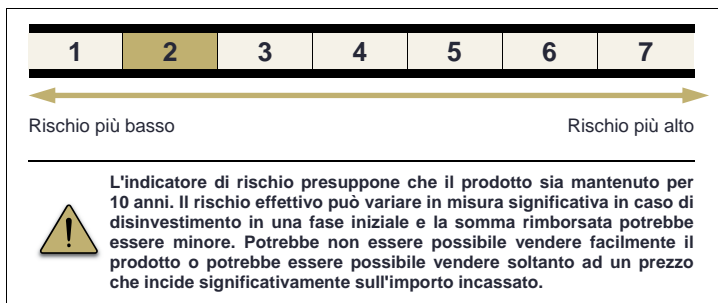 1 2 3 4 5 6 7
Rischio più basso Rischio più alto
L'indicatore di rischio presuppone che il prodotto sia mantenuto per
10 anni. Il rischio effettivo può variare in misura significativa in caso di
disinvestimento in una fase iniziale e la somma rimborsata potrebbe
essere minore. Potrebbe non essere possibile vendere facilmente il
prodotto o potrebbe essere possibile vendere soltanto ad un prezzo
che incide significativamente sull'importo incassato.